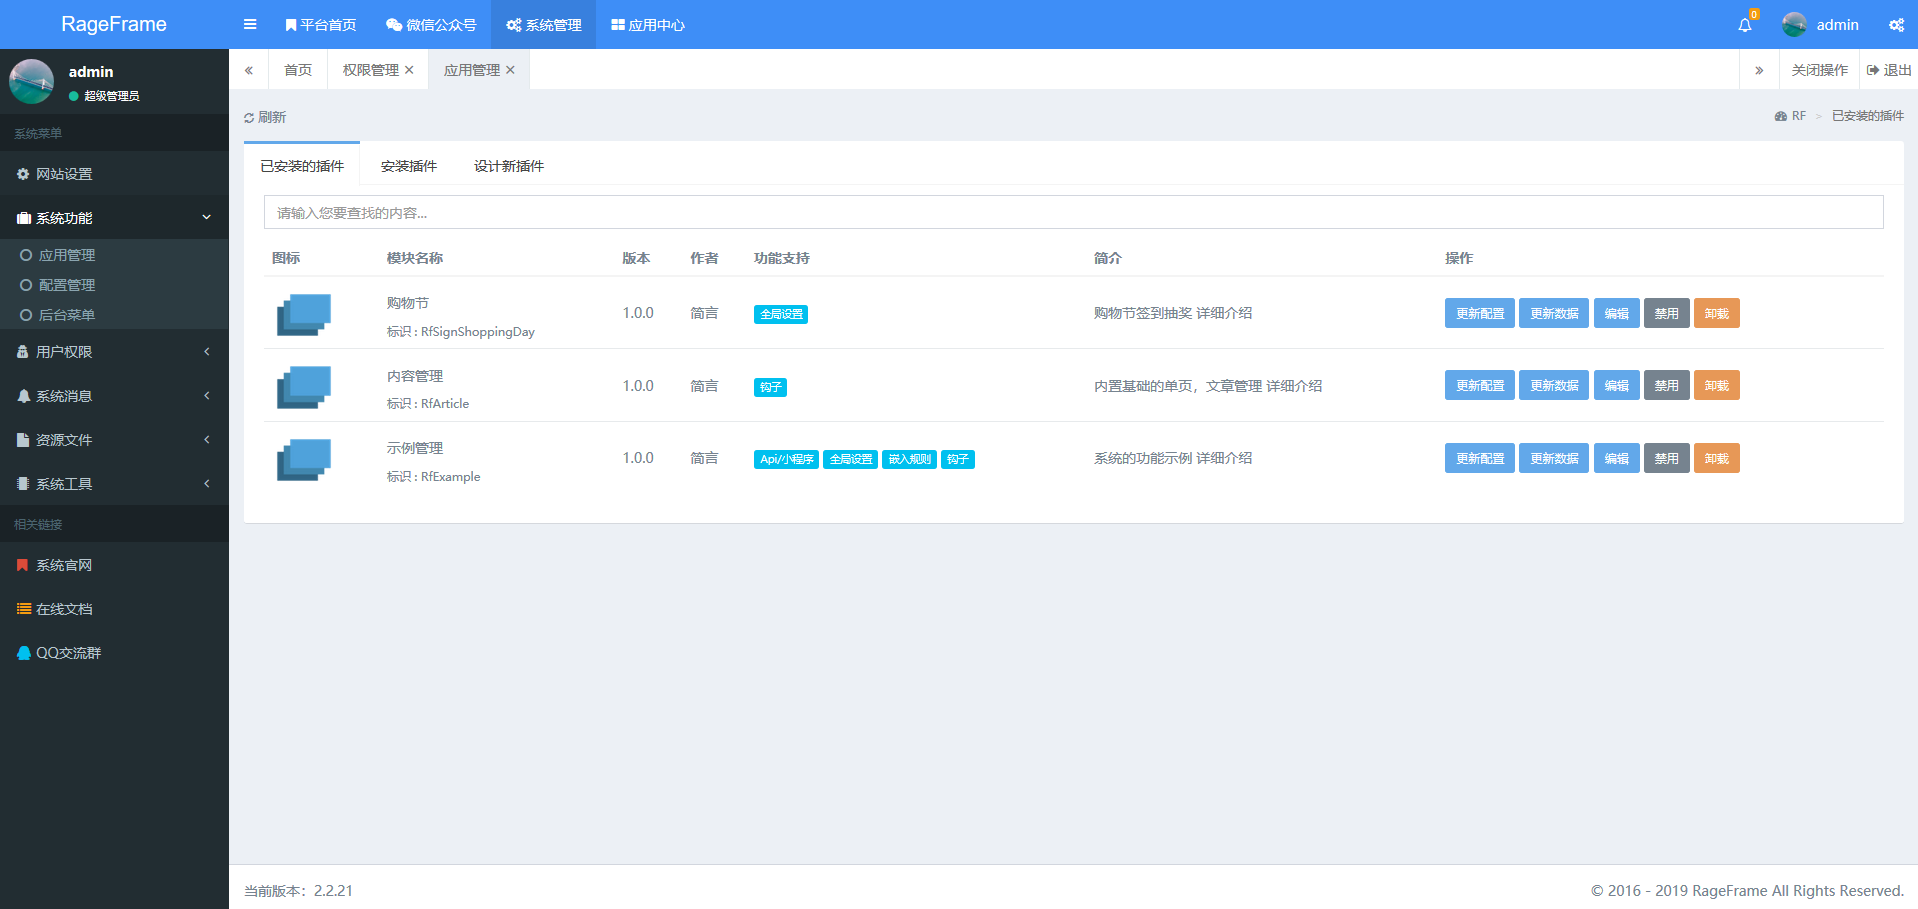 RageFrame
平台首页 微信公众号 系统管理 应用中心 0 admin
admin
超级管理员
系统菜单
网站设置
系统功能
应用管理
配置管理
后台菜单
用户权限
系统消息
资源文件
系统工具
相关链接
系统官网
在线文档
QQ交流群
首页 权限管理 应用管理 关闭操作 退出
刷新 RF > 已安装的插件
已安装的插件 安装插件 设计新插件
请输入您要查找的内容...
图标 模块名称 版本 作者 功能支持 简介 操作
购物节
标识 : RfSignShoppingDay
1.0.0 简言 全局设置 购物节签到抽奖 详细介绍 更新配置 更新数据 编辑 禁用 卸载
内容管理
标识 : RfArticle
1.0.0 简言 钩子 内置基础的单页，文章管理 详细介绍 更新配置 更新数据 编辑 禁用 卸载
示例管理
标识 : RfExample
1.0.0 简言 Api/小程序 全局设置 嵌入规则 钩子 系统的功能示例 详细介绍 更新配置 更新数据 编辑 禁用 卸载
当前版本：2.2.21 © 2016 - 2019 RageFrame All Rights Reserved.